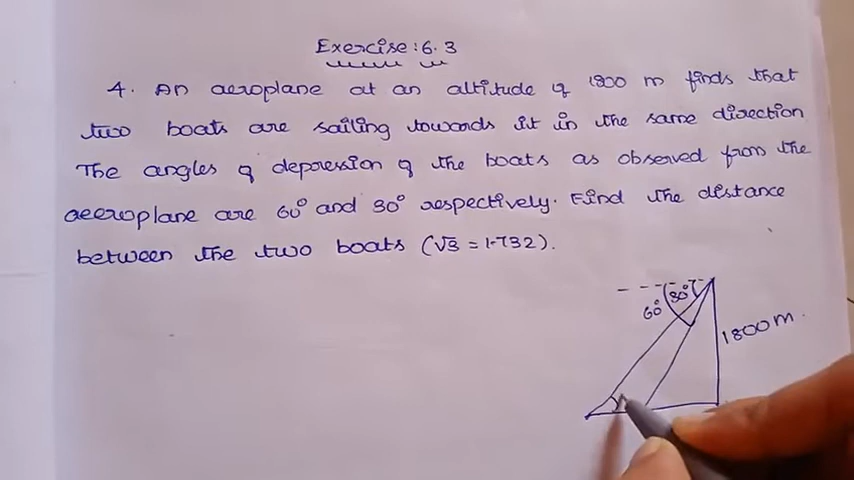 Exercise: 6.3
4. An aeroplane at an altitude of 1800 m finds that
two boats are sailing towards it in the same direction
The angles of depression of the boats as observed from the
aeeroplane are 60° and 30° respectively. Find the distance
between the two boats (√3 = 1.732).
30°
60°
1800m.